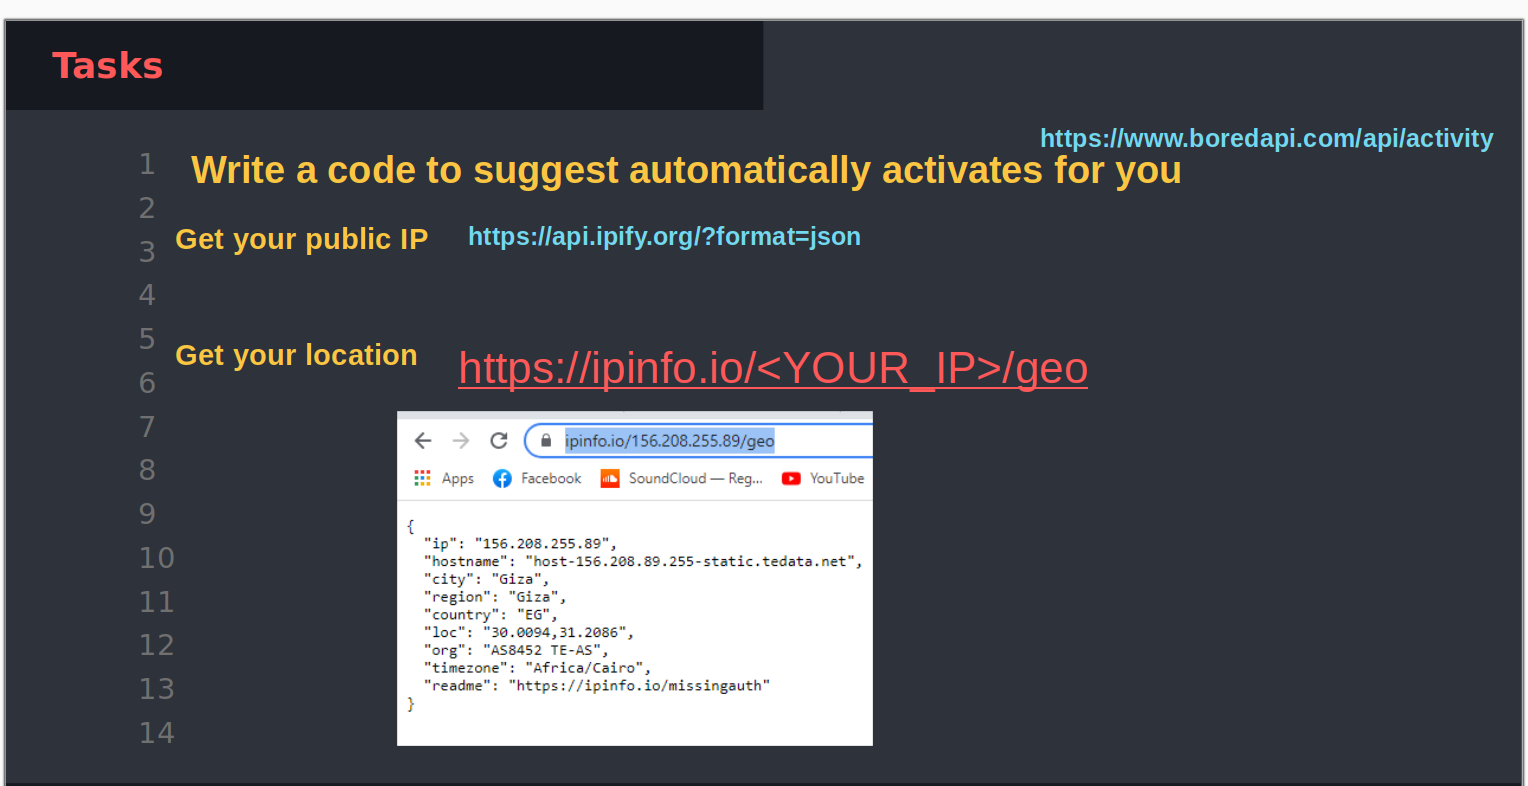 Tasks
https://www.boredapi.com/api/activity
1
Write a code to suggest automatically activates for you
2
3
Get your public IP
https://api.ipify.org/?format=json
4
5
Get your location
https://ipinfo.io/<YOUR_IP>/geo
6
7
ipinfo.io/156.208.255.89/geo
8
Apps Facebook SoundCloud — Reg... YouTube
9
{
"ip": "156.208.255.89",
10
"hostname": "host-156.208.89.255-static.tedata.net",
"city": "Giza",
11
"region": "Giza",
"country": "EG",
12
"loc": "30.0094,31.2086",
"org": "AS8452 TE-AS",
"timezone": "Africa/Cairo",
13
"readme": "https://ipinfo.io/missingauth"
}
14